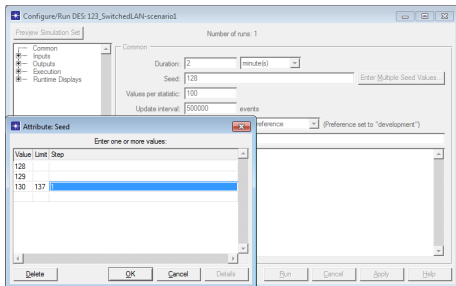 Configure/Run DES: 123_SwitchedLAN-scenario1
Preview Simulation Set
Number of runs: 1
Common
Inputs
Outputs
Execution
Runtime Displays
Common
Duration: 2 minute(s)
Seed: 128 Enter Multiple Seed Values...
Values per statistic: 100
Update interval: 500000 events
reference (Preference set to "development")
Attribute: Seed
Enter one or more values:
Value Limit Step
128
129
130 137
Delete OK Cancel Details
Run Cancel Apply Help